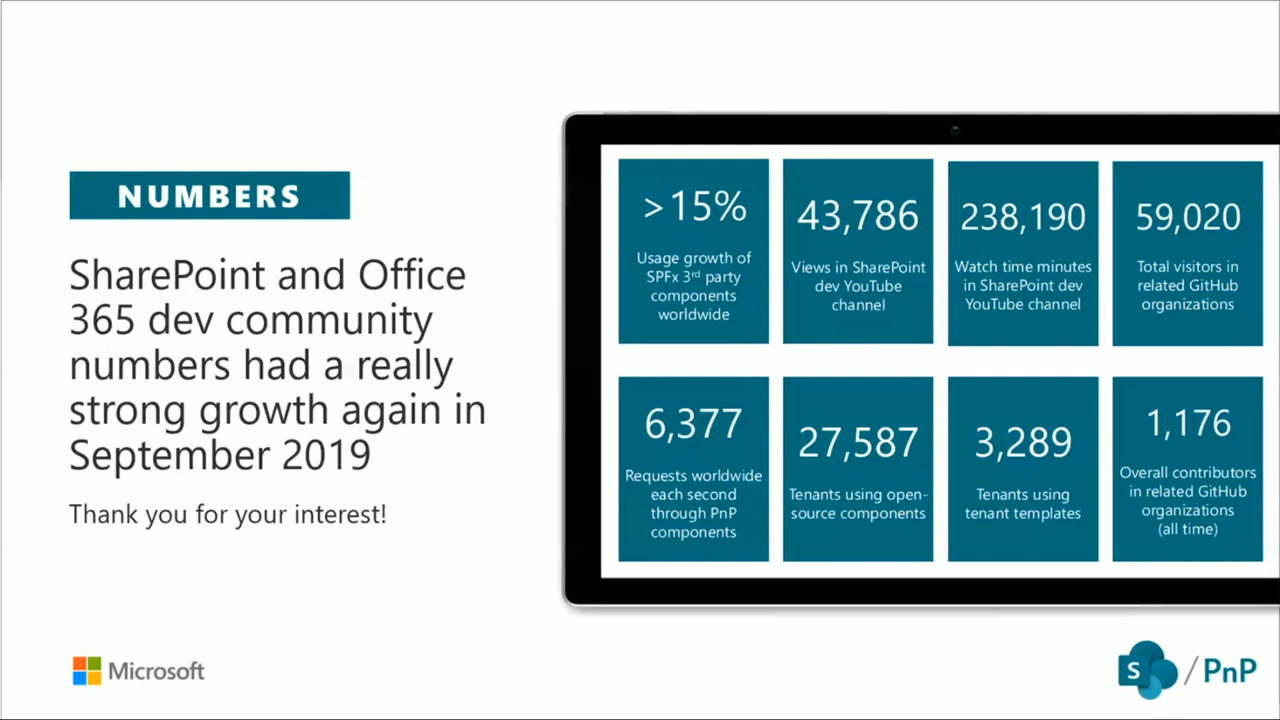 NUMBERS
SharePoint and Office
365 dev community
numbers had a really
strong growth again in
September 2019
Thank you for your interest!
>15%
Usage growth of
SPFx 3rd party
components
worldwide
43,786
Views in SharePoint
dev YouTube
channel
238,190
Watch time minutes
in SharePoint dev
YouTube channel
59,020
Total visitors in
related GitHub
organizations
6,377
Requests worldwide
each second
through PnP
components
27,587
Tenants using open-
source components
3,289
Tenants using
tenant templates
1,176
Overall contributors
in related GitHub
organizations
(all time)
Microsoft
S / PnP